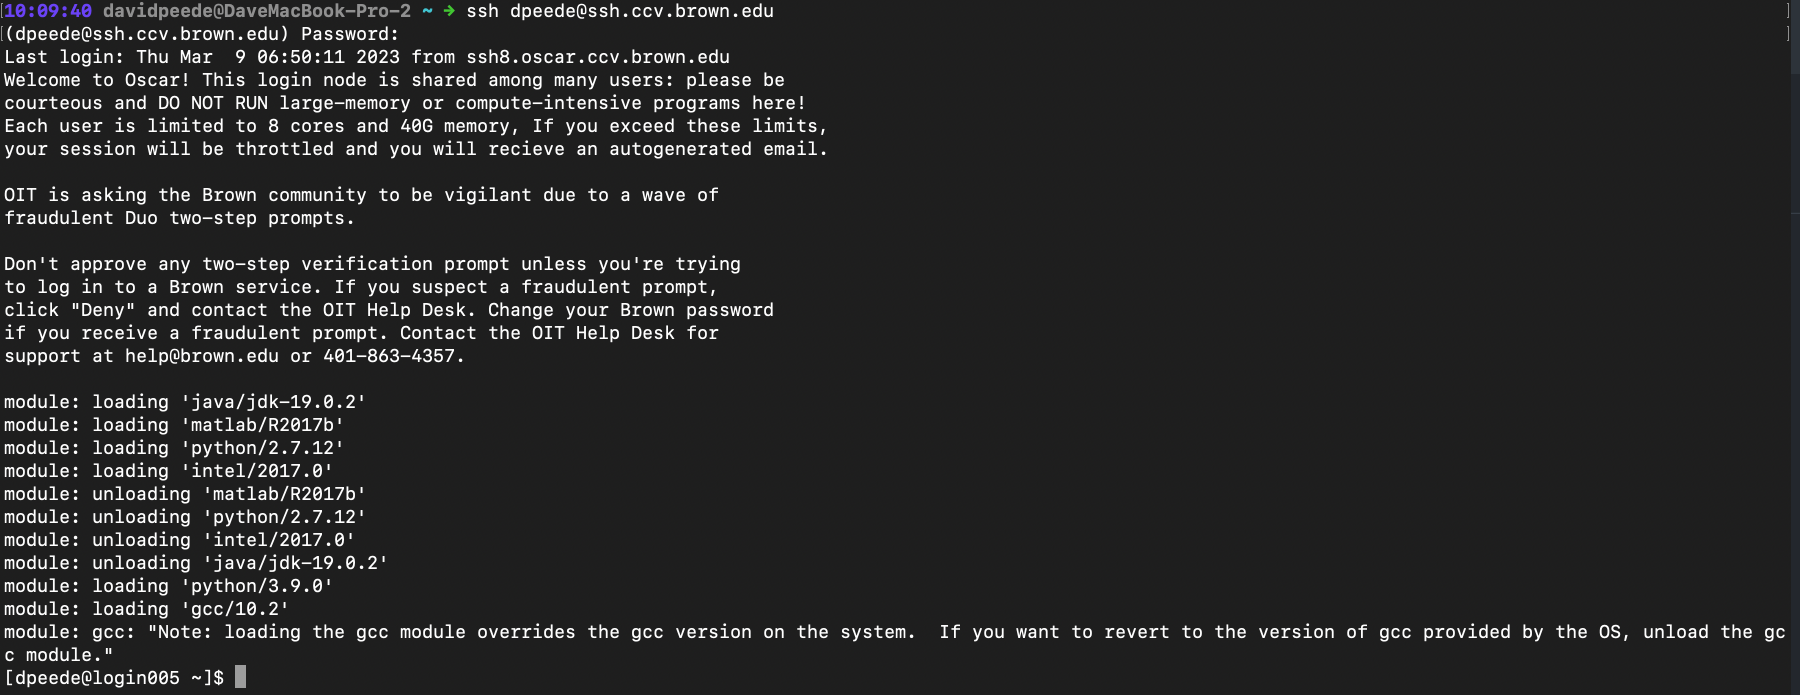 [10:09:40 davidpeede@DaveMacBook-Pro-2 ~ → ssh dpeede@ssh.ccv.brown.edu ]
[(dpeede@ssh.ccv.brown.edu) Password: ]
Last login: Thu Mar  9 06:50:11 2023 from ssh8.oscar.ccv.brown.edu
Welcome to Oscar! This login node is shared among many users: please be
courteous and DO NOT RUN large-memory or compute-intensive programs here!
Each user is limited to 8 cores and 40G memory, If you exceed these limits,
your session will be throttled and you will recieve an autogenerated email.

OIT is asking the Brown community to be vigilant due to a wave of
fraudulent Duo two-step prompts.

Don't approve any two-step verification prompt unless you're trying
to log in to a Brown service. If you suspect a fraudulent prompt,
click "Deny" and contact the OIT Help Desk. Change your Brown password
if you receive a fraudulent prompt. Contact the OIT Help Desk for
support at help@brown.edu or 401-863-4357.

module: loading 'java/jdk-19.0.2'
module: loading 'matlab/R2017b'
module: loading 'python/2.7.12'
module: loading 'intel/2017.0'
module: unloading 'matlab/R2017b'
module: unloading 'python/2.7.12'
module: unloading 'intel/2017.0'
module: unloading 'java/jdk-19.0.2'
module: loading 'python/3.9.0'
module: loading 'gcc/10.2'
module: gcc: "Note: loading the gcc module overrides the gcc version on the system.  If you want to revert to the version of gcc provided by the OS, unload the gc
c module."
[dpeede@login005 ~]$